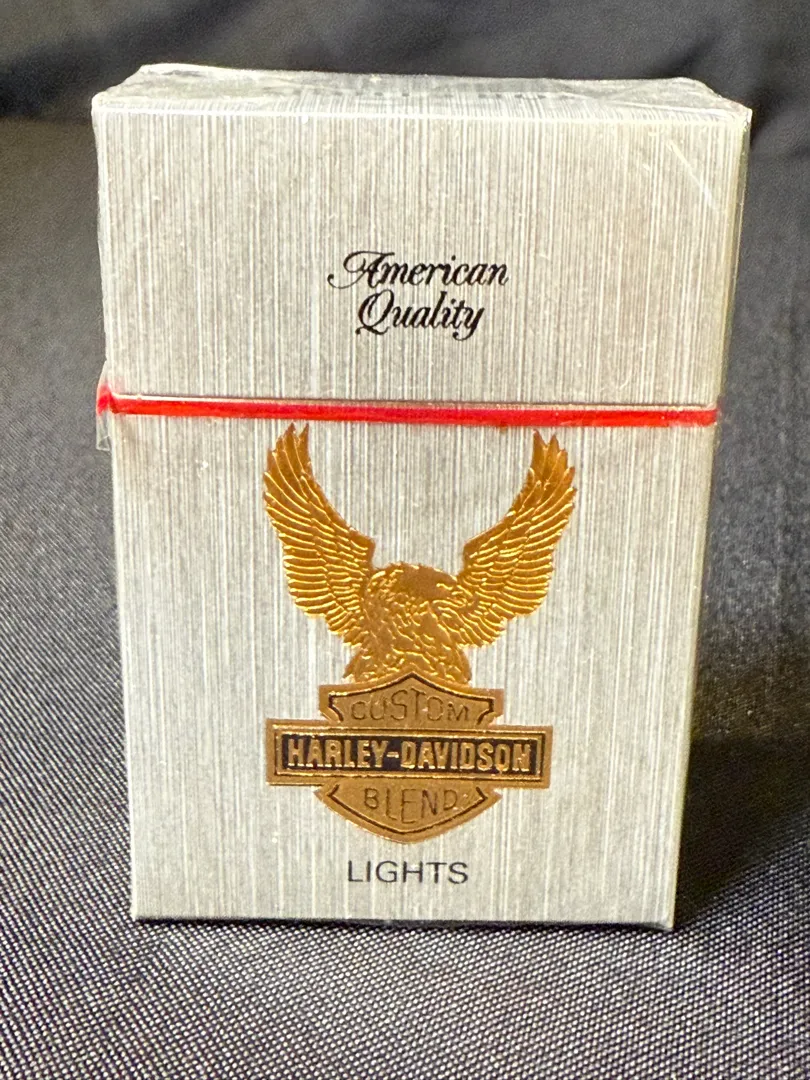 American
Quality
CUSTOM
HARLEY-DAVIDSON
BLEND
LIGHTS